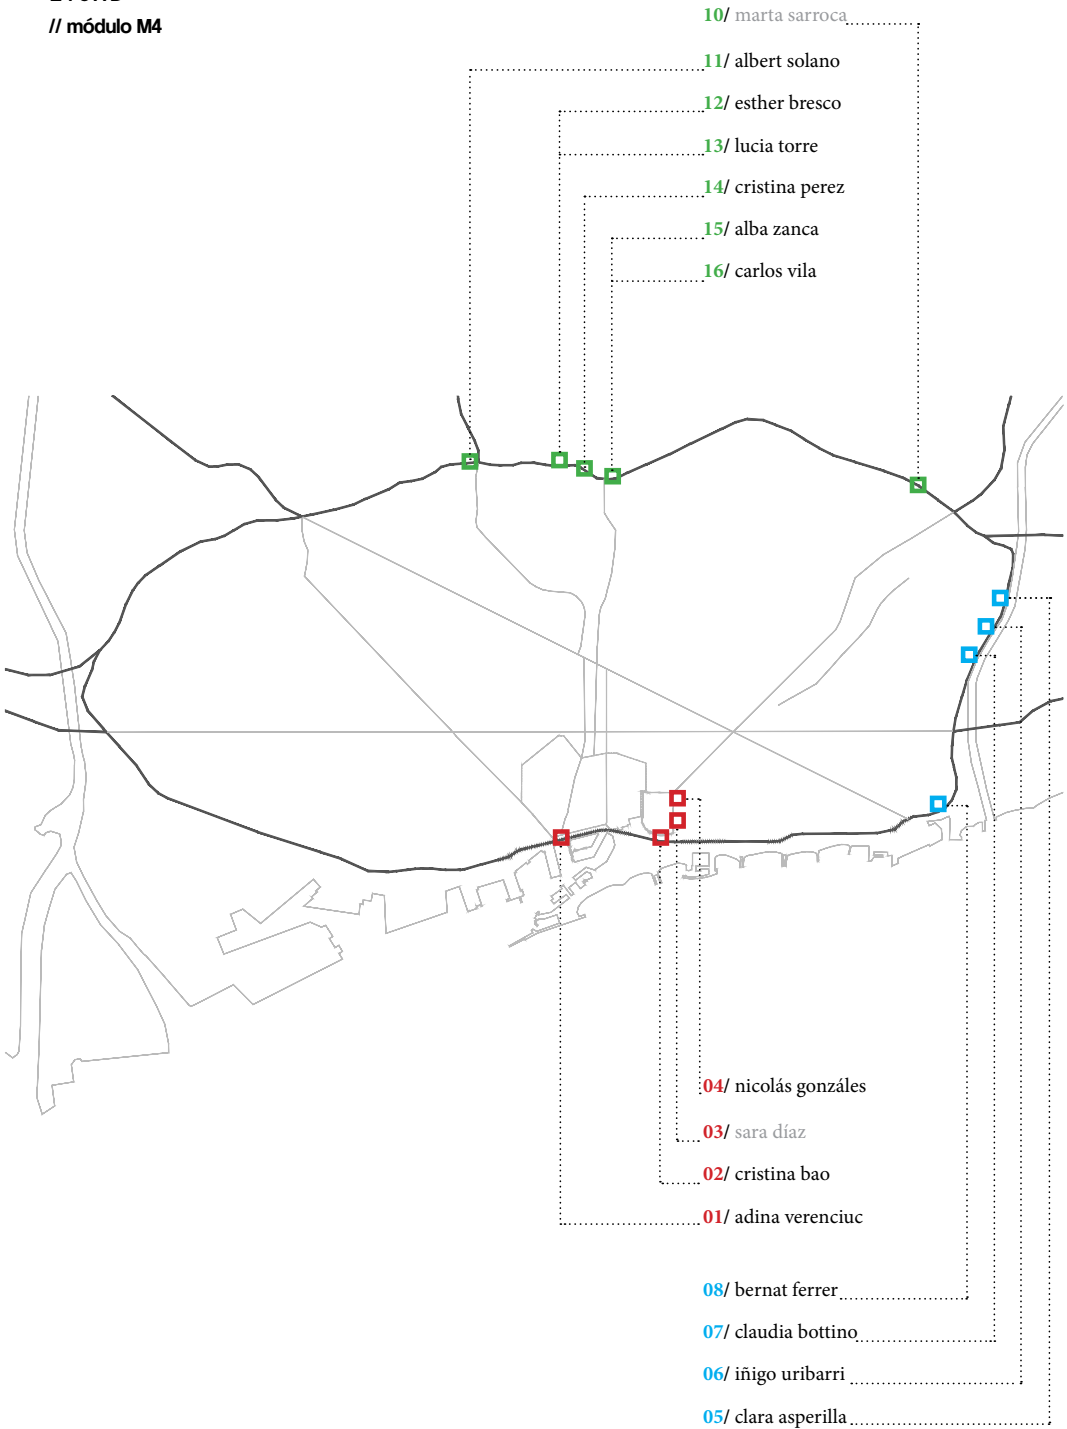 // módulo M4
10/ marta sarroca
11/ albert solano
12/ esther bresco
13/ lucia torre
14/ cristina perez
15/ alba zanca
16/ carlos vila
04/ nicolás gonzáles
03/ sara díaz
02/ cristina bao
01/ adina verenciuc
08/ bernat ferrer
07/ claudia bottino
06/ iñigo uribarri
05/ clara asperilla